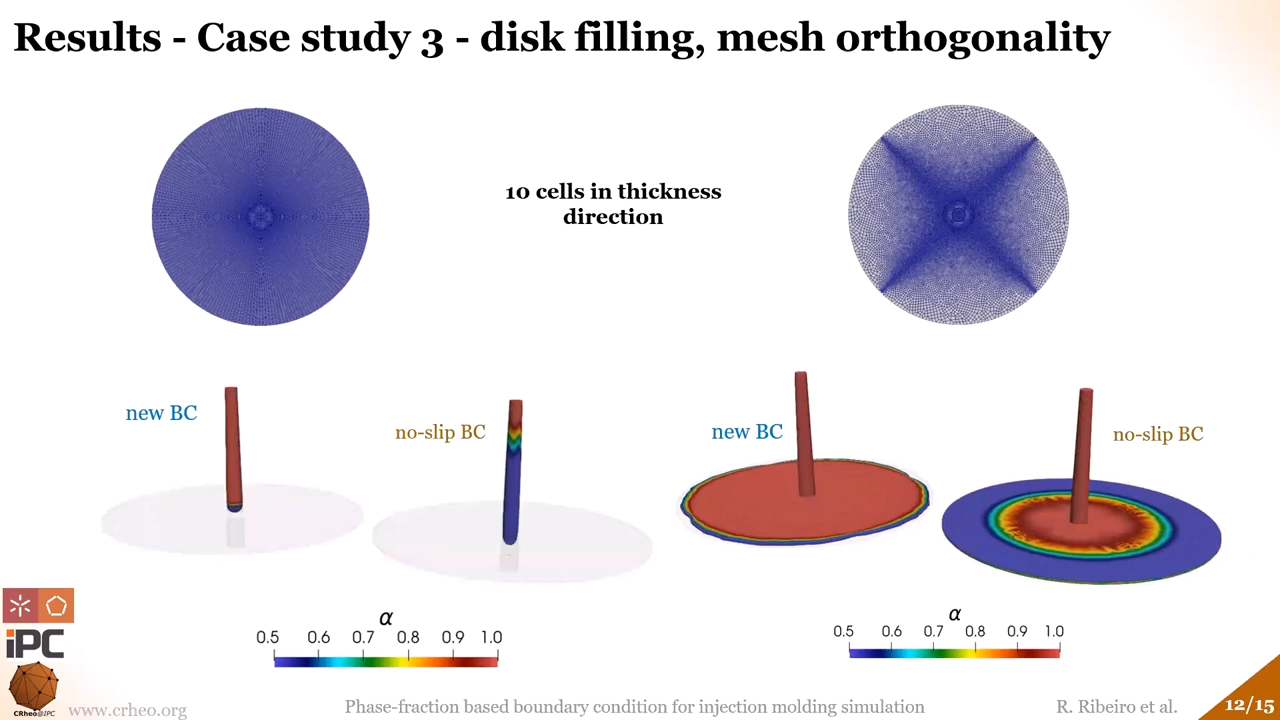 Results - Case study 3 - disk filling, mesh orthogonality
10 cells in thickness
direction
new BC
no-slip BC
new BC
no-slip BC
α
0.5 0.6 0.7 0.8 0.9 1.0
α
0.5 0.6 0.7 0.8 0.9 1.0
iPC
CRheo@IPC
www.crheo.org
Phase-fraction based boundary condition for injection molding simulation
R. Ribeiro et al.
12/15